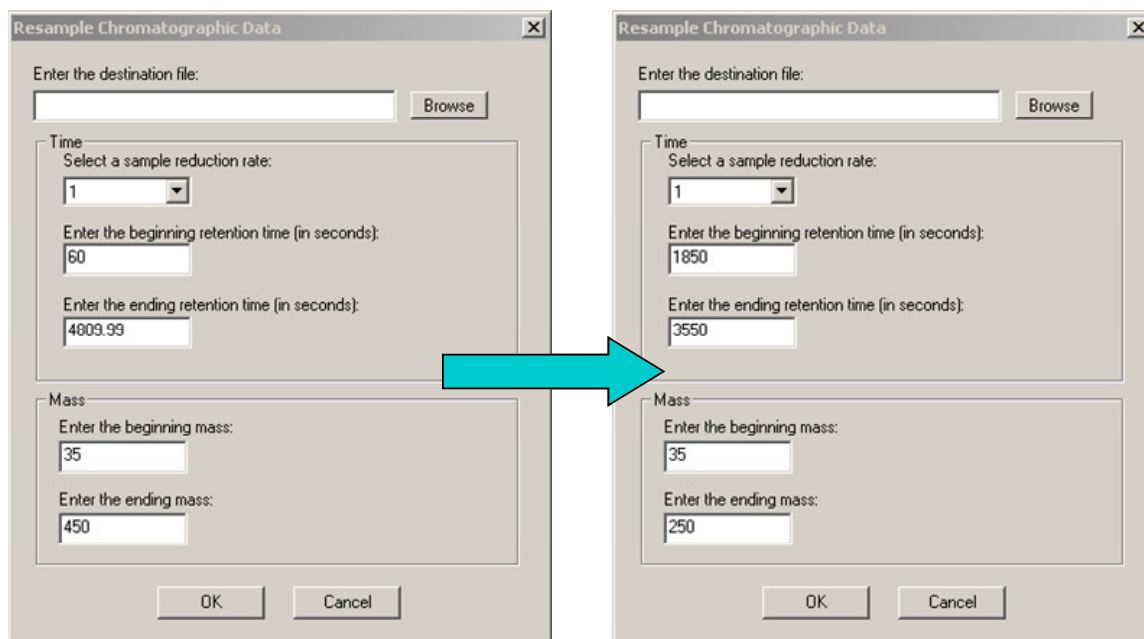 Resample Chromatographic Data
Enter the destination file:
Browse
Time
Select a sample reduction rate:
1
Enter the beginning retention time (in seconds):
60
Enter the ending retention time (in seconds):
4809.99
Mass
Enter the beginning mass:
35
Enter the ending mass:
450
OK Cancel
Resample Chromatographic Data
Enter the destination file:
Browse
Time
Select a sample reduction rate:
1
Enter the beginning retention time (in seconds):
1850
Enter the ending retention time (in seconds):
3550
Mass
Enter the beginning mass:
35
Enter the ending mass:
250
OK Cancel